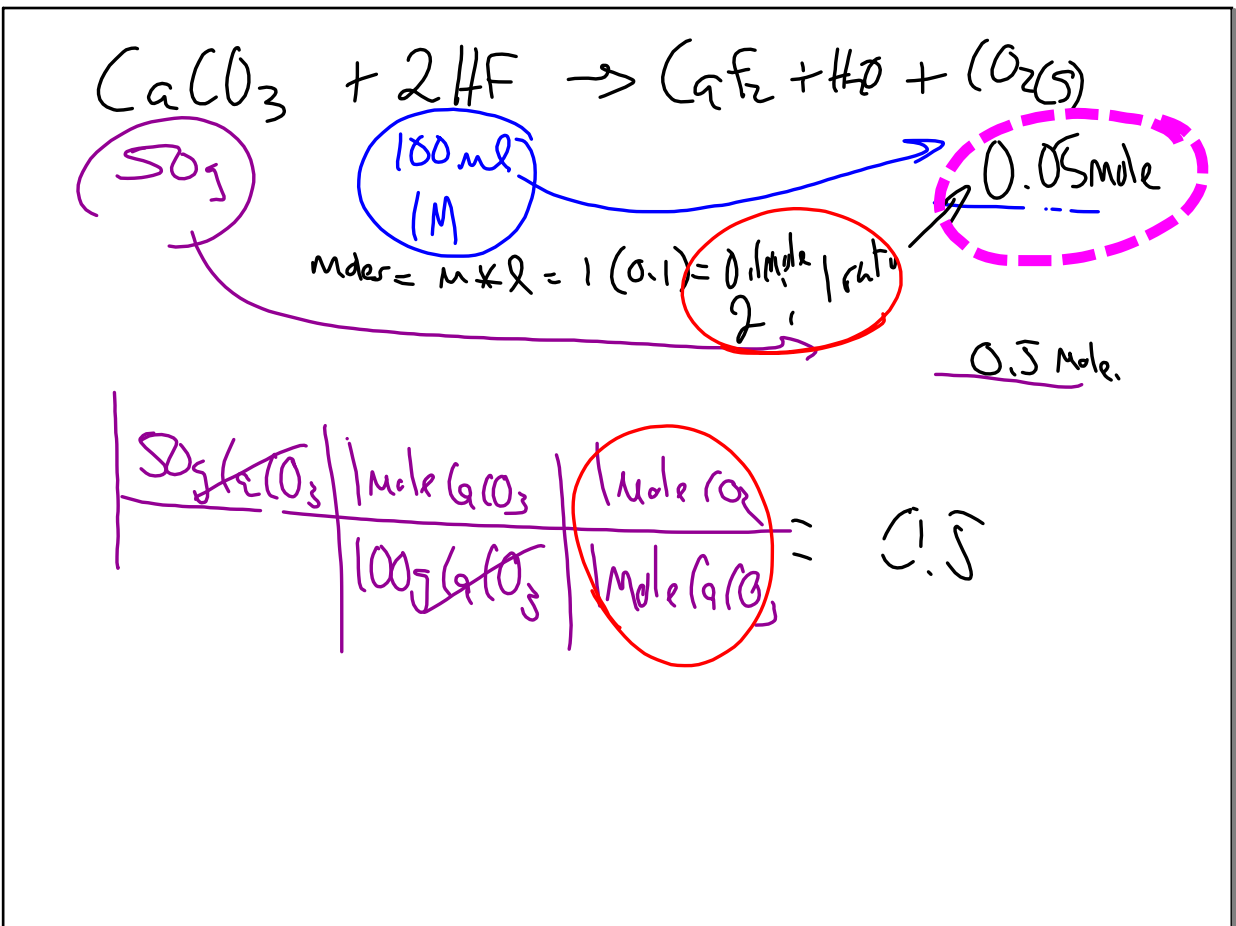 CaCO3 + 2HF → CaF2 + H2O + CO2(g)
50g 100 ml 0.05 mole
1M
Moles = M * l = 1 (0.1) = 0.1 mole
2 : 1 ratio
0.5 Mole.
50g CaCO3 1 Mole CaCO3 1 Mole CO2 = 0.5
100g CaCO3 1 Mole CaCO3